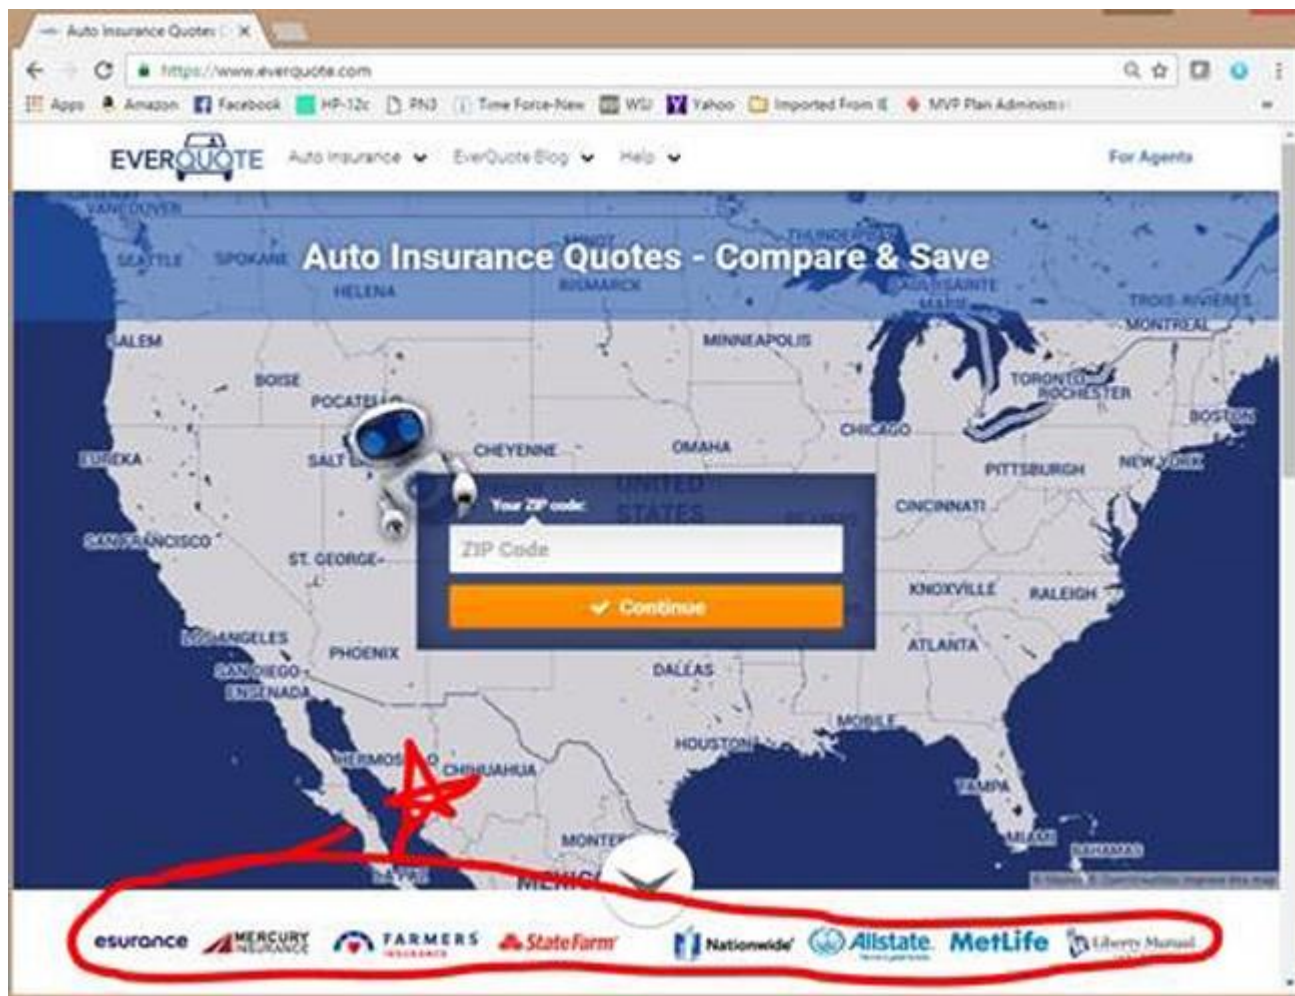 Auto Insurance Quotes
https://www.everquote.com
Apps Amazon Facebook HP-12c PN3 Time Force-New WSJ Yahoo Imported From IE MVP Plan Administ
EVERQUOTE Auto Insurance EverQuote Blog Help For Agents
VANCOUVER
Auto Insurance Quotes - Compare & Save
SEATTLE SPOKANE
HELENA BISMARCK SAULT SAINTE MARIE TROIS-RIVIERES
MONTREAL
SALEM MINNEAPOLIS
BOISE TORONTO
POCATELLO ROCHESTER
BOSTON
CHICAGO
EUREKA SALT CHEYENNE OMAHA PITTSBURGH NEW YORK
UNITED STATES
Your ZIP code:
CINCINNATI
SAN FRANCISCO ZIP Code
ST. GEORGE
KNOXVILLE RALEIGH
Continue
LOS ANGELES PHOENIX ATLANTA
SAN DIEGO DALLAS
ENSENADA
MOBILE
HOUSTON
HERMOSILLO CHIHUAHUA
TAMPA
MONTE MIAMI BAHAMAS
LA PAZ MEXICO
esurance MERCURY INSURANCE FARMERS INSURANCE State Farm Nationwide Allstate MetLife Liberty Mutual